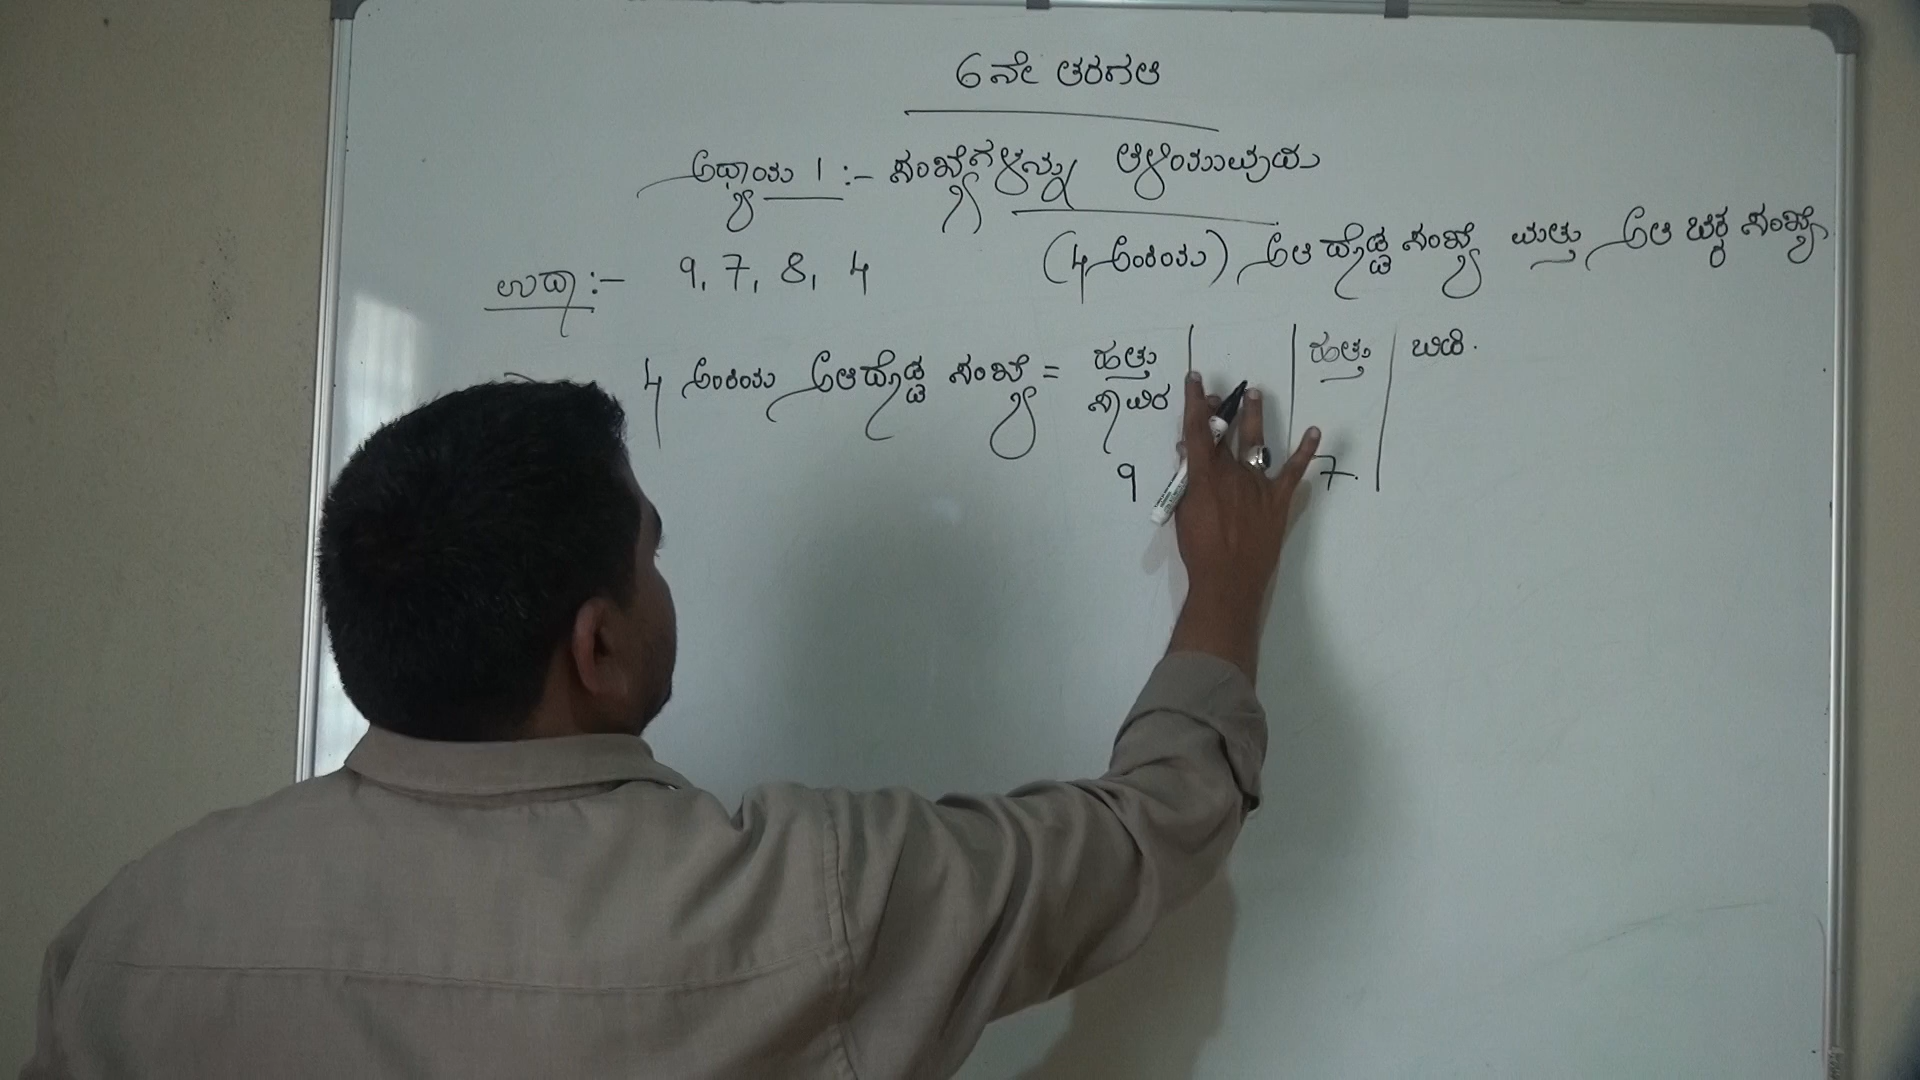 6ನೇ ತರಗತಿ
ಅಧ್ಯಾಯ 1 :- ಸಂಖ್ಯೆಗಳನ್ನು ತಿಳಿಯುವುದು
ಉದಾ :- 9, 7, 8, 4 (4 ಅಂಕಿಯ) ಅತಿ ದೊಡ್ಡ ಸಂಖ್ಯೆ ಮತ್ತು ಅತಿ ಚಿಕ್ಕ ಸಂಖ್ಯೆ
4 ಅಂಕಿಯ ಅತಿ ದೊಡ್ಡ ಸಂಖ್ಯೆ = ಹತ್ತು ಸಾವಿರ | | ಹತ್ತು | ಬಿಡಿ.
9 7